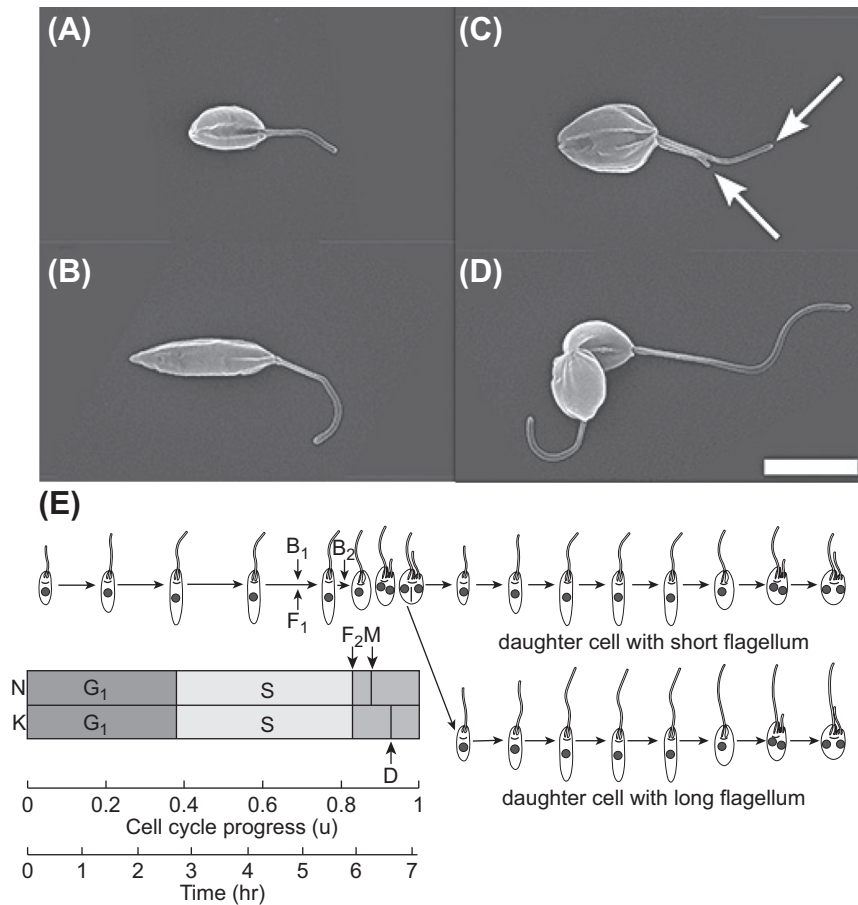 (A)
(C)
(B)
(D)
(E)
B1
B2
F1
F2M
daughter cell with short flagellum
N G1 S
K G1 S
D
daughter cell with long flagellum
0 0.2 0.4 0.6 0.8 1
Cell cycle progress (u)
0 1 2 3 4 5 6 7
Time (hr)